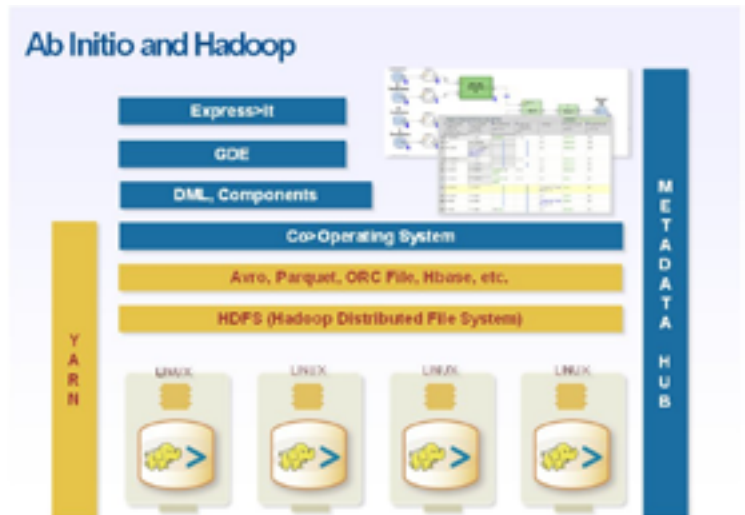 Ab Initio and Hadoop
Express>It
GDE
DML, Components
Co>Operating System
Avro, Parquet, ORC File, Hbase, etc.
HDFS (Hadoop Distributed File System)
YARN
METADATA HUB
LINUX
LINUX
LINUX
LINUX